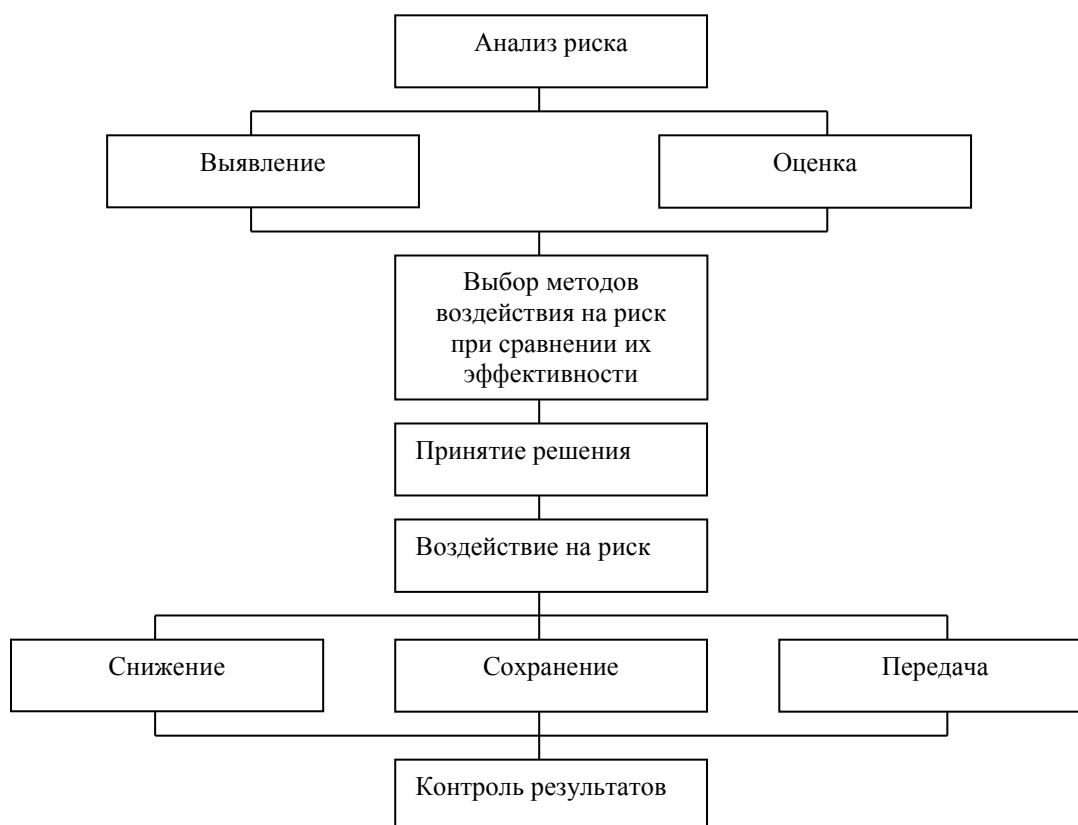 Анализ риска
Выявление
Оценка
Выбор методов
воздействия на риск
при сравнении их
эффективности
Принятие решения
Воздействие на риск
Снижение
Сохранение
Передача
Контроль результатов